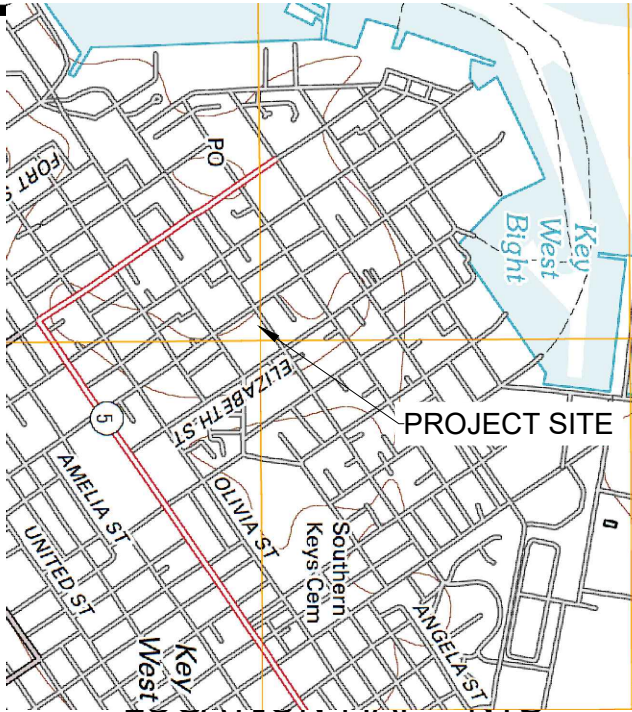 PO
FORT S
Key
West
Bight
ELIZABETH ST
PROJECT SITE
5
AMELIA ST
OLIVIA ST
UNITED ST
Southern
Keys Cem
ANGELA ST
Key
West